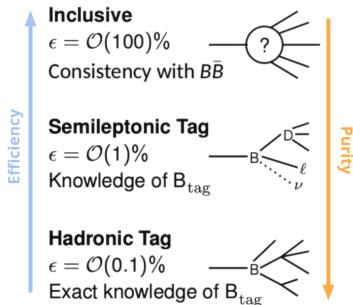 Inclusive
ϵ = 𝒪(100)%
Consistency with BB̄
?
Semileptonic Tag
ϵ = 𝒪(1)%
Knowledge of B_tag
D
B
ℓ
ν
Hadronic Tag
ϵ = 𝒪(0.1)%
Exact knowledge of B_tag
B
Efficiency
Purity